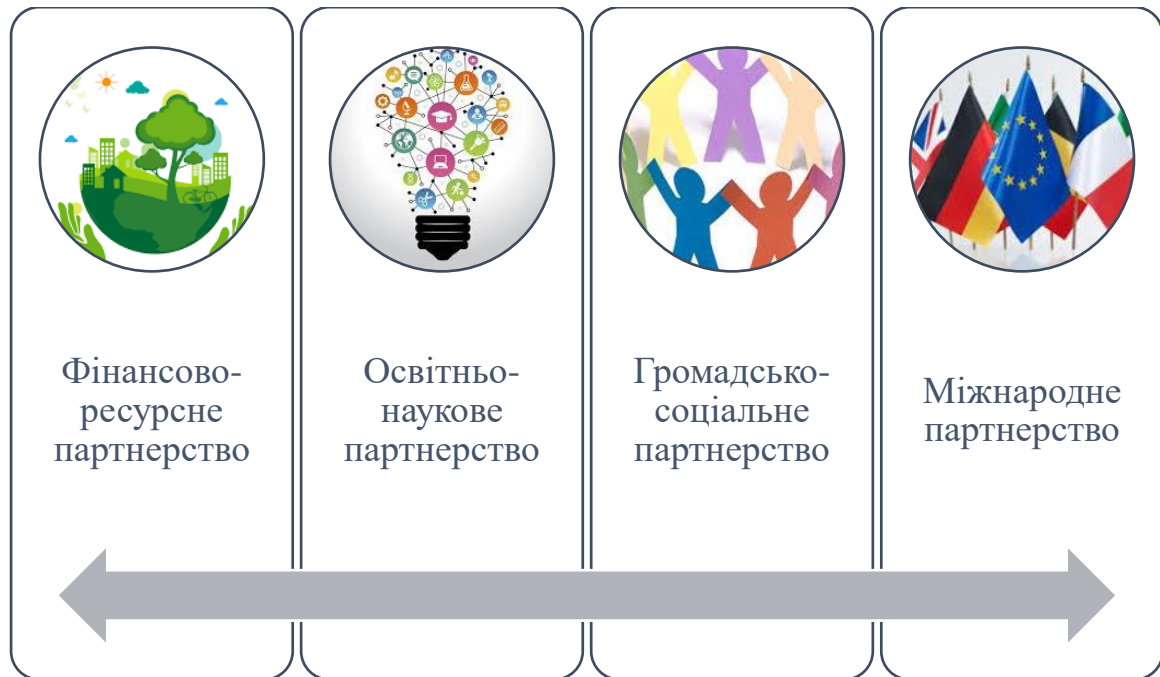 Фінансово-
ресурсне
партнерство
Освітньо-
наукове
партнерство
Громадсько-
соціальне
партнерство
Міжнародне
партнерство